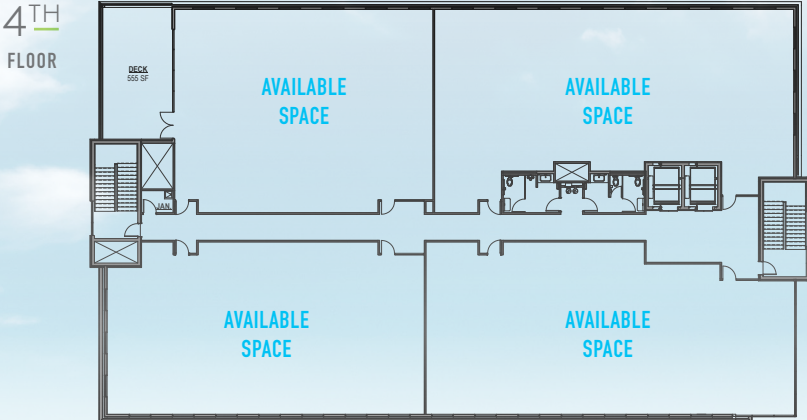 4TH
FLOOR
DECK
555 SF
AVAILABLE
SPACE
AVAILABLE
SPACE
JAN.
AVAILABLE
SPACE
AVAILABLE
SPACE